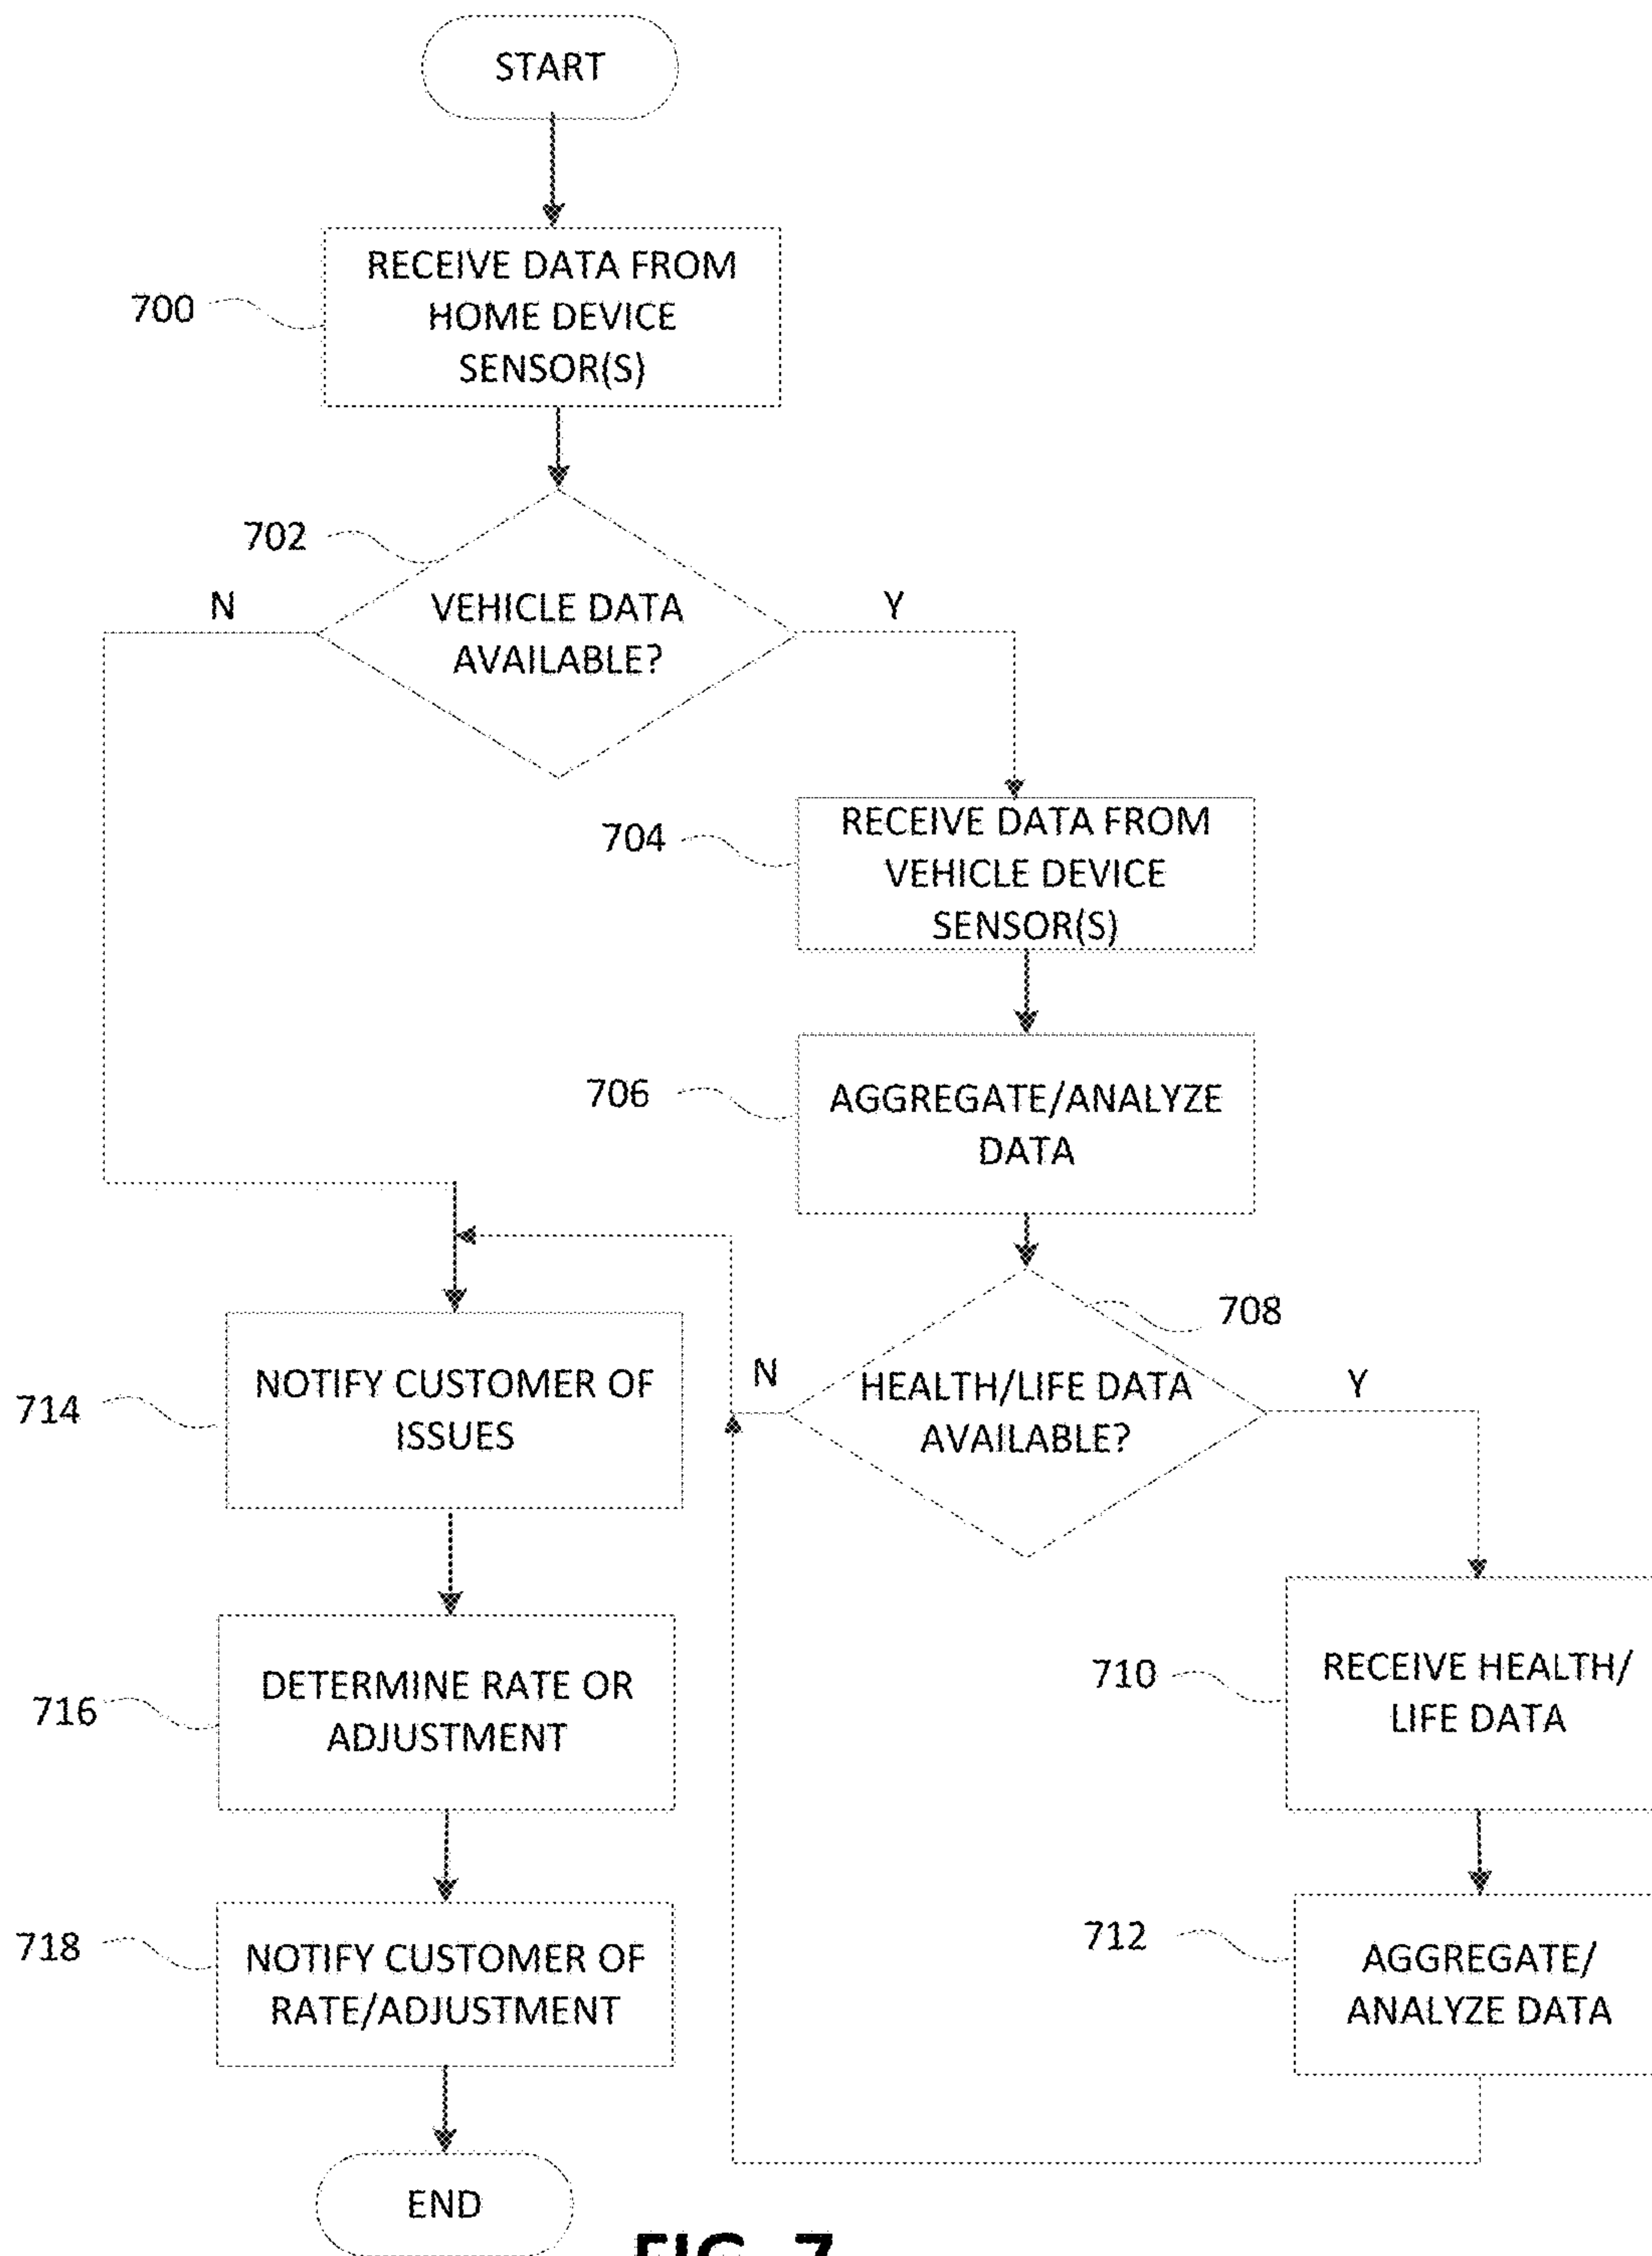 START
700
RECEIVE DATA FROM
HOME DEVICE
SENSOR(S)
702
N
VEHICLE DATA
AVAILABLE?
Y
704
RECEIVE DATA FROM
VEHICLE DEVICE
SENSOR(S)
706
AGGREGATE/ANALYZE
DATA
708
N
HEALTH/LIFE DATA
AVAILABLE?
Y
714
NOTIFY CUSTOMER OF
ISSUES
710
RECEIVE HEALTH/
LIFE DATA
716
DETERMINE RATE OR
ADJUSTMENT
712
AGGREGATE/
ANALYZE DATA
718
NOTIFY CUSTOMER OF
RATE/ADJUSTMENT
END
FIG. 7